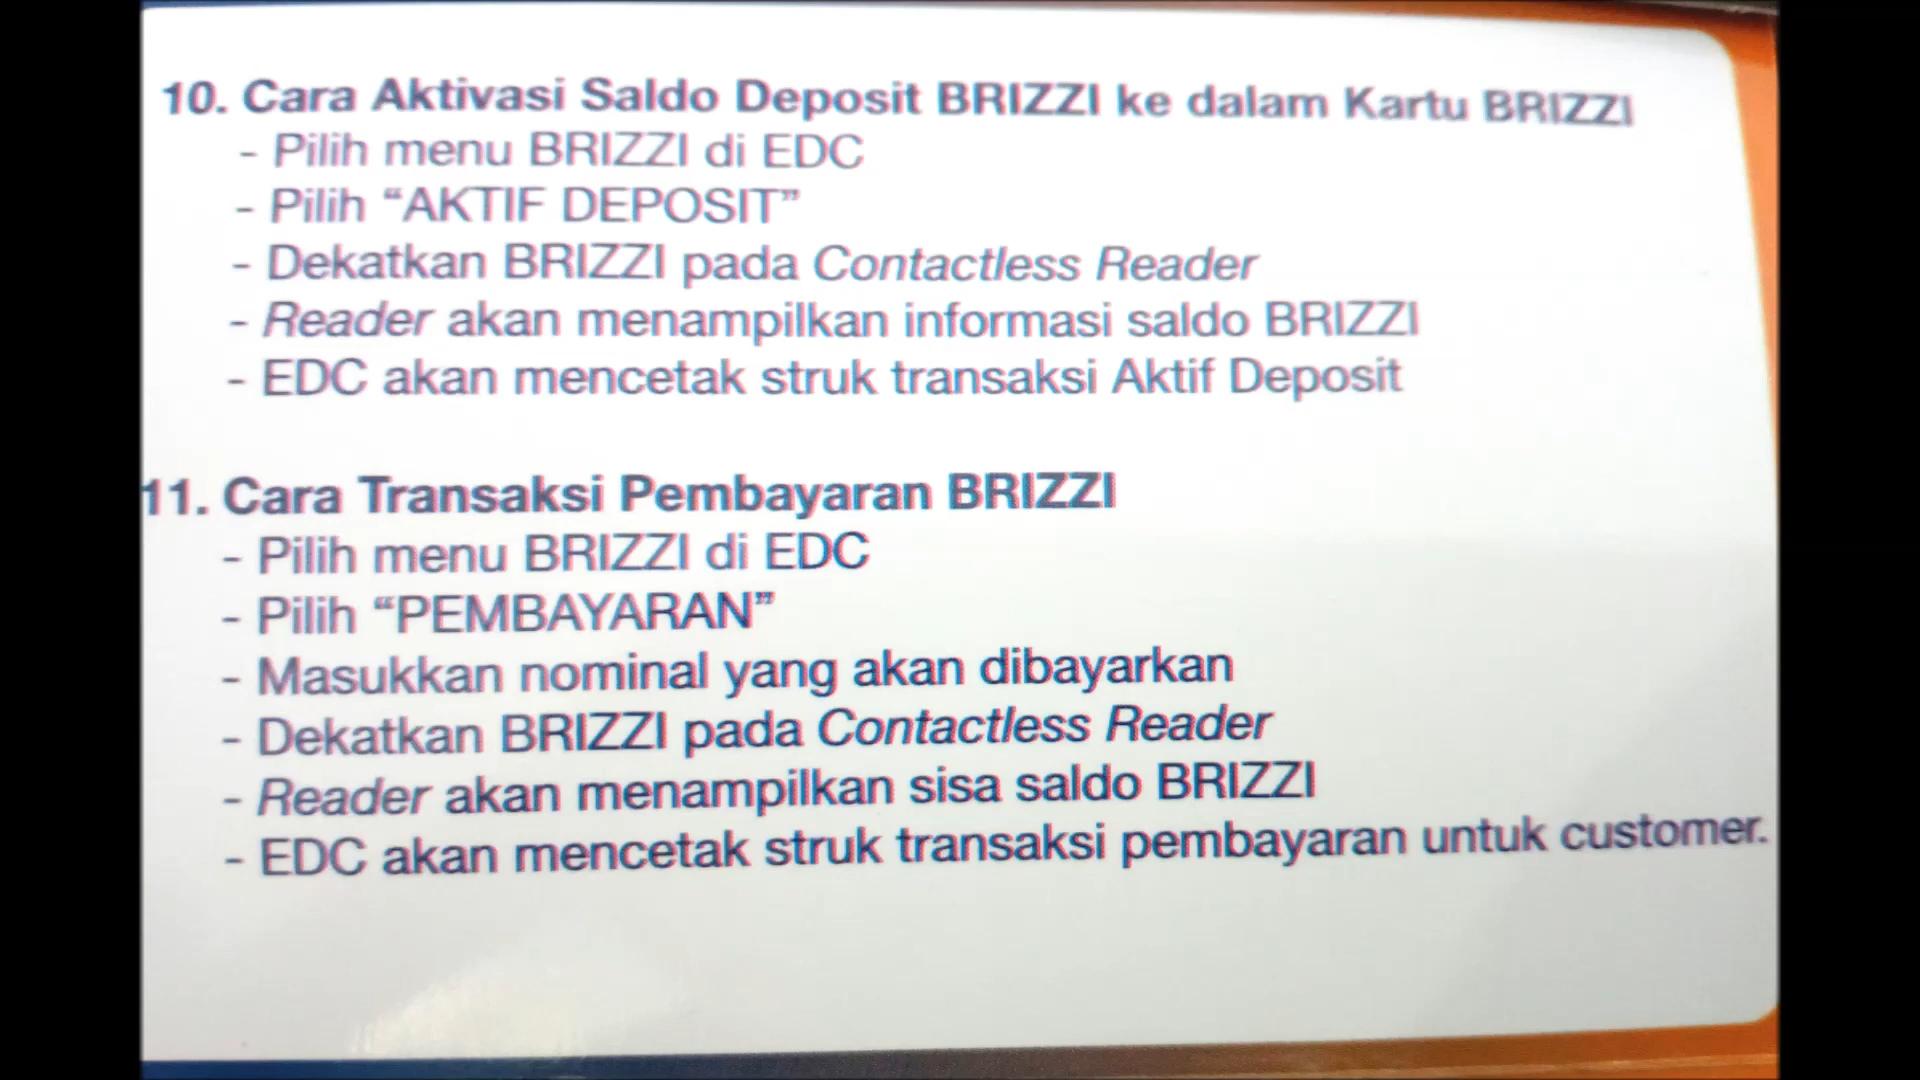 10. Cara Aktivasi Saldo Deposit BRIZZI ke dalam Kartu BRIZZI
- Pilih menu BRIZZI di EDC
- Pilih “AKTIF DEPOSIT”
- Dekatkan BRIZZI pada Contactless Reader
- Reader akan menampilkan informasi saldo BRIZZI
- EDC akan mencetak struk transaksi Aktif Deposit
11. Cara Transaksi Pembayaran BRIZZI
- Pilih menu BRIZZI di EDC
- Pilih “PEMBAYARAN”
- Masukkan nominal yang akan dibayarkan
- Dekatkan BRIZZI pada Contactless Reader
- Reader akan menampilkan sisa saldo BRIZZI
- EDC akan mencetak struk transaksi pembayaran untuk customer.